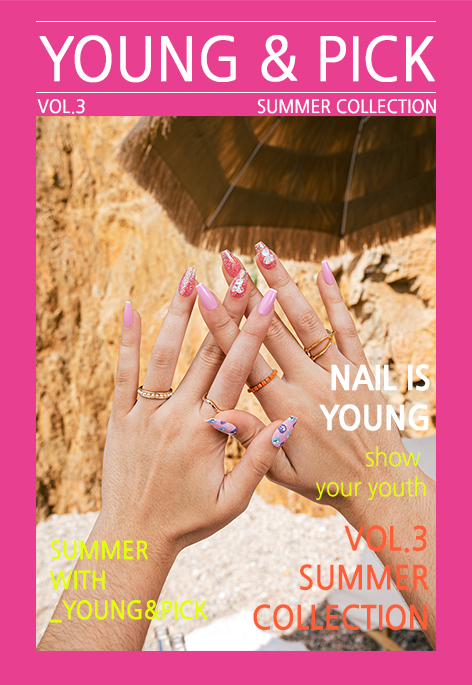 YOUNG & PICK
VOL.3 SUMMER COLLECTION
NAIL IS
YOUNG
show
your youth
VOL.3
SUMMER
COLLECTION
SUMMER
WITH
_YOUNG&PICK